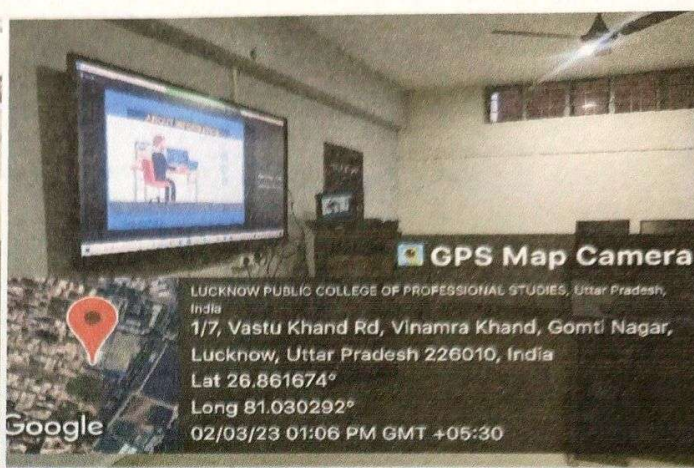 GPS Map Camera
LUCKNOW PUBLIC COLLEGE OF PROFESSIONAL STUDIES, Uttar Pradesh,
India
1/7, Vastu Khand Rd, Vinamra Khand, Gomti Nagar,
Lucknow, Uttar Pradesh 226010, India
Lat 26.861674°
Long 81.030292°
02/03/23 01:06 PM GMT +05:30
Google